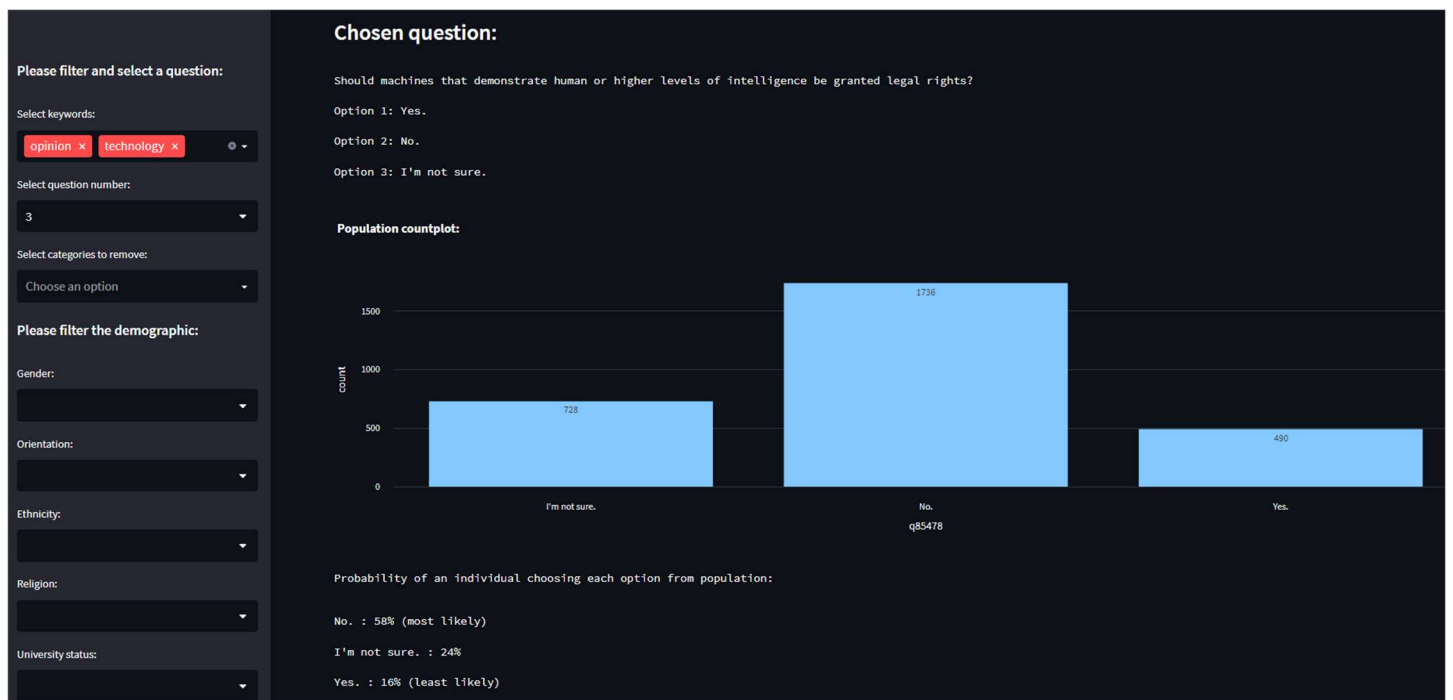 Please filter and select a question:
Select keywords:
opinion × technology ×
Select question number:
3
Select categories to remove:
Choose an option
Please filter the demographic:
Gender:
Orientation:
Ethnicity:
Religion:
University status:
Chosen question:
Should machines that demonstrate human or higher levels of intelligence be granted legal rights?
Option 1: Yes.
Option 2: No.
Option 3: I'm not sure.
Population countplot:
count
1500
1000
500
0
728
1736
490
I'm not sure. No. Yes.
q85478
Probability of an individual choosing each option from population:
No. : 58% (most likely)
I'm not sure. : 24%
Yes. : 16% (least likely)